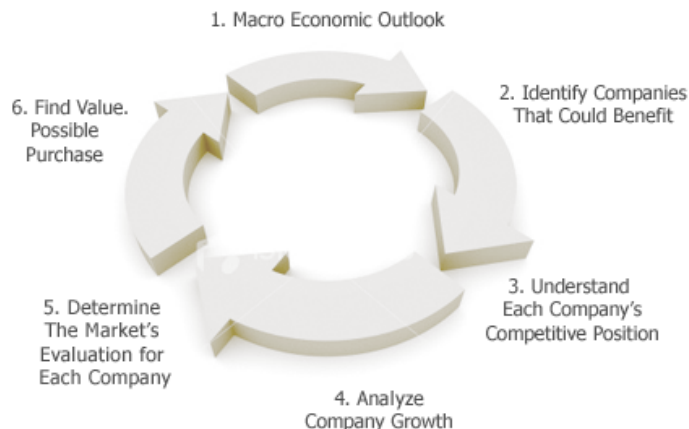 1. Macro Economic Outlook
2. Identify Companies
That Could Benefit
3. Understand
Each Company's
Competitive Position
4. Analyze
Company Growth
5. Determine
The Market's
Evaluation for
Each Company
6. Find Value.
Possible
Purchase